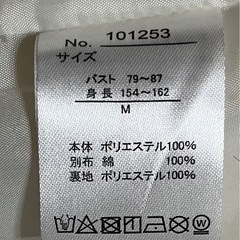 No. 101253
サイズ
バスト 79～87
身長 154～162
M
本体 ポリエステル100%
別布 綿 100%
裏地 ポリエステル100%